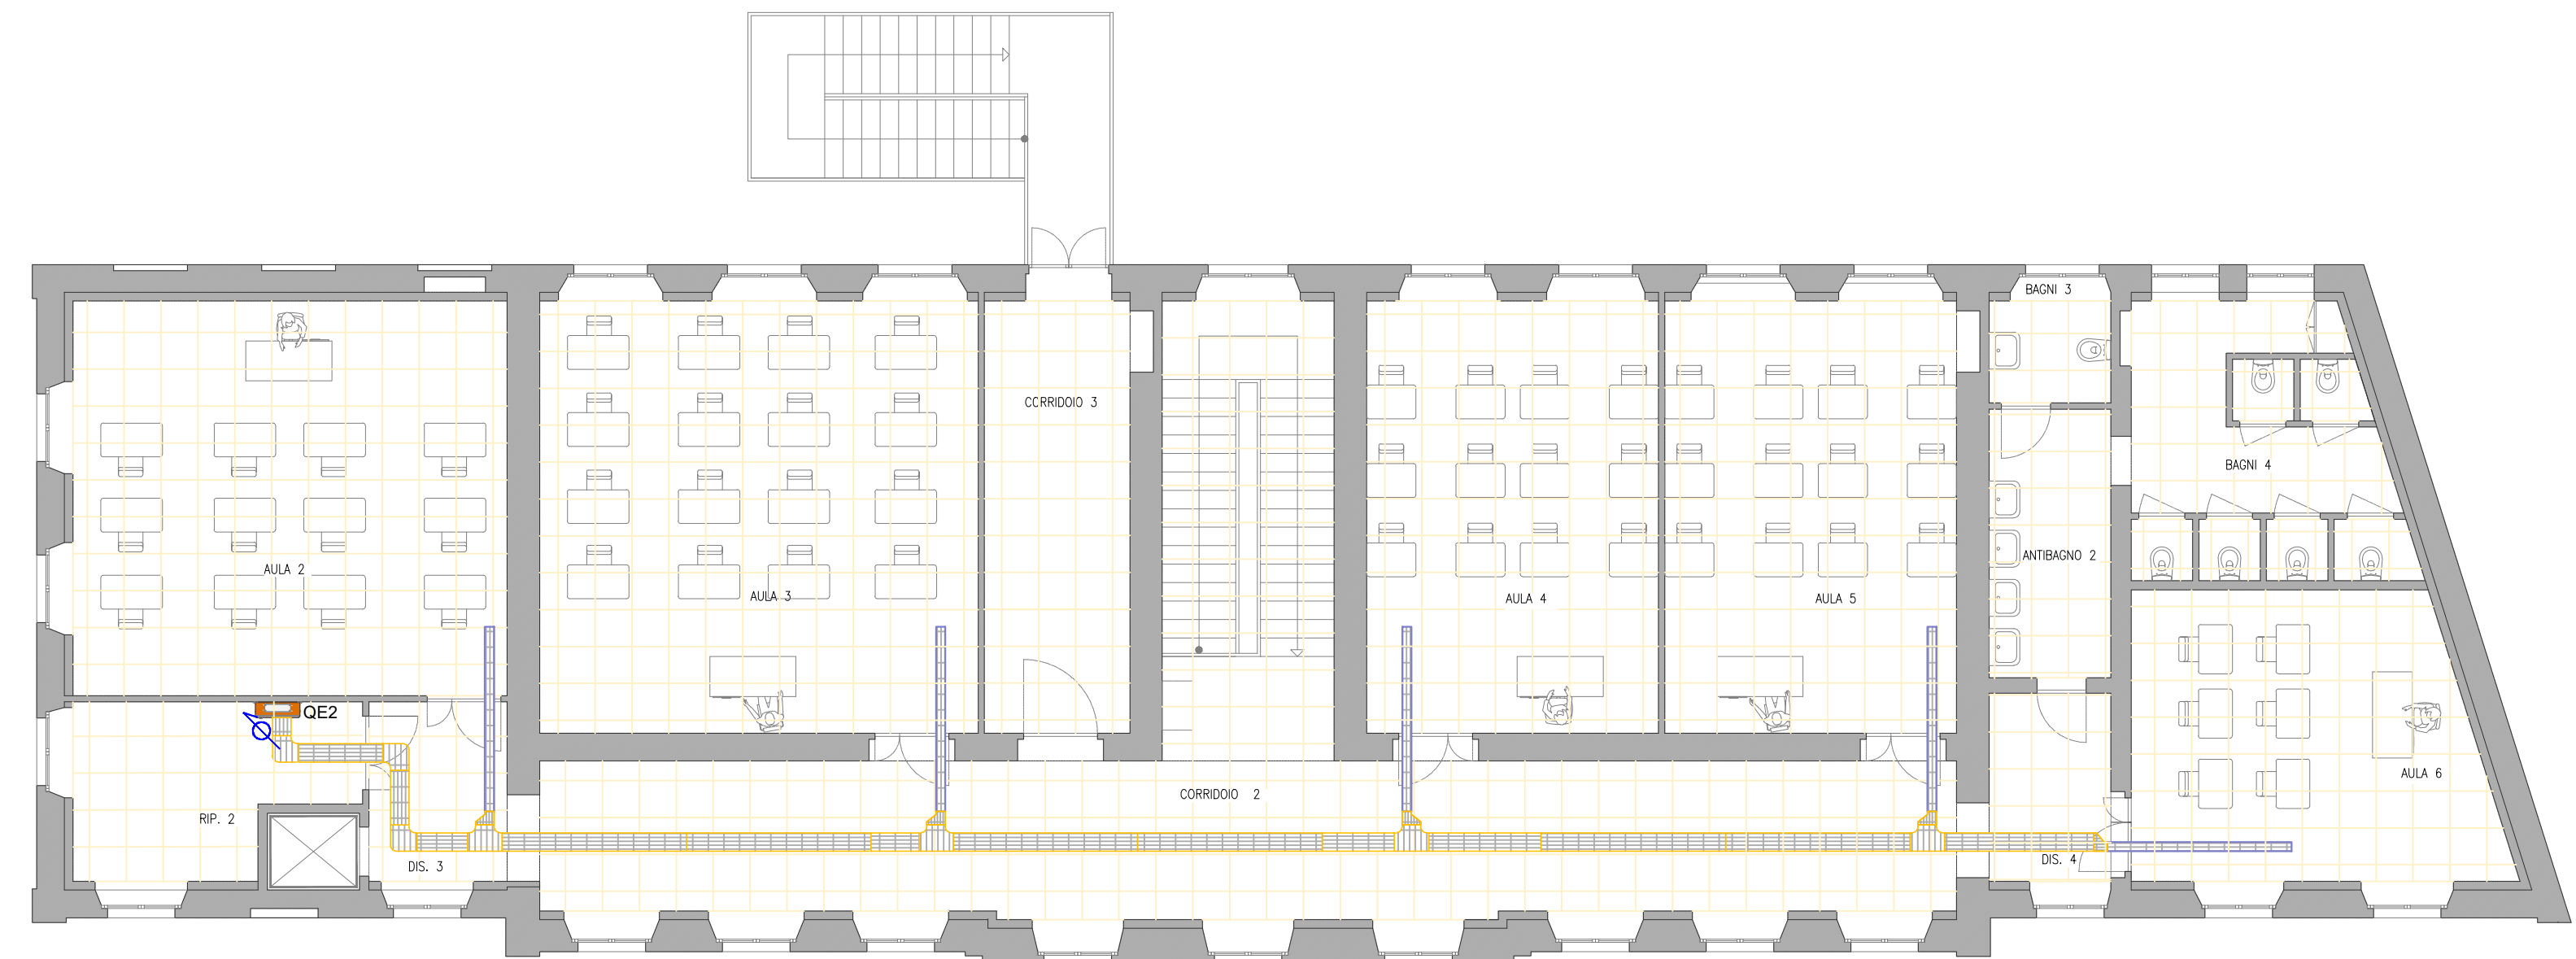 BAGNI 3
CORRIDOIO 3
BAGNI 4
ANTIBAGNO 2
AULA 2
AULA 3
AULA 4
AULA 5
QE2
AULA 6
CORRIDOIO 2
RIP. 2
DIS. 3
DIS. 4